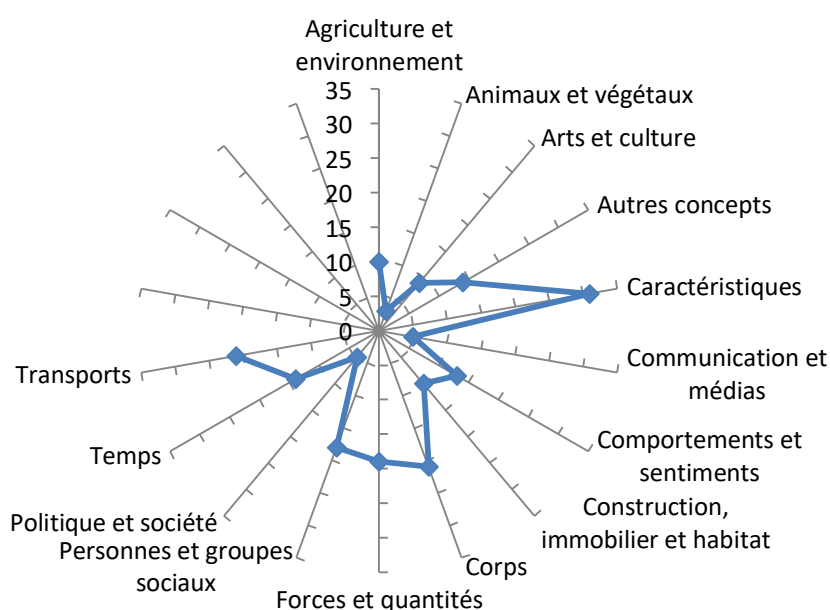 Agriculture et
environnement
35
30
25
20
15
10
5
0
Animaux et végétaux
Arts et culture
Autres concepts
Caractéristiques
Communication et
médias
Comportements et
sentiments
Construction,
immobilier et habitat
Corps
Forces et quantités
Personnes et groupes
sociaux
Politique et société
Temps
Transports